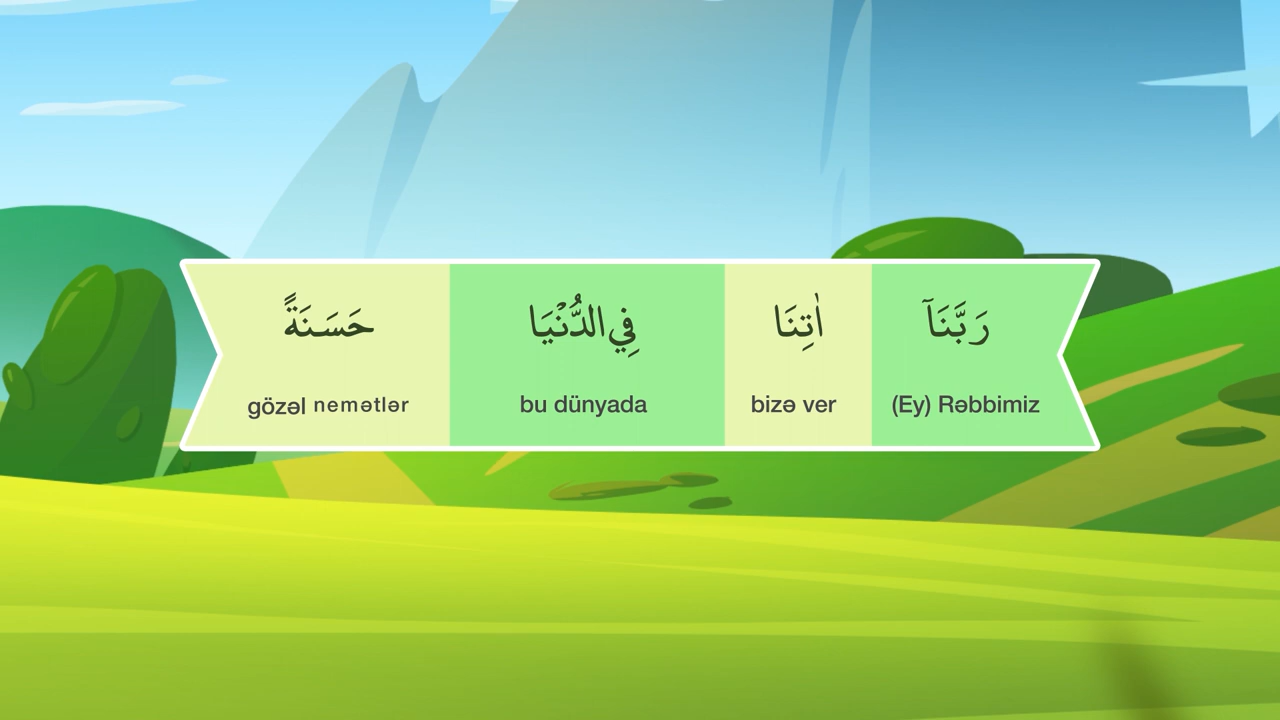 رَبَّنَآ اٰتِنَا فِي الدُّنْيَا حَسَنَةً
(Ey) Rəbbimiz bizə ver bu dünyada gözəl nemətlər